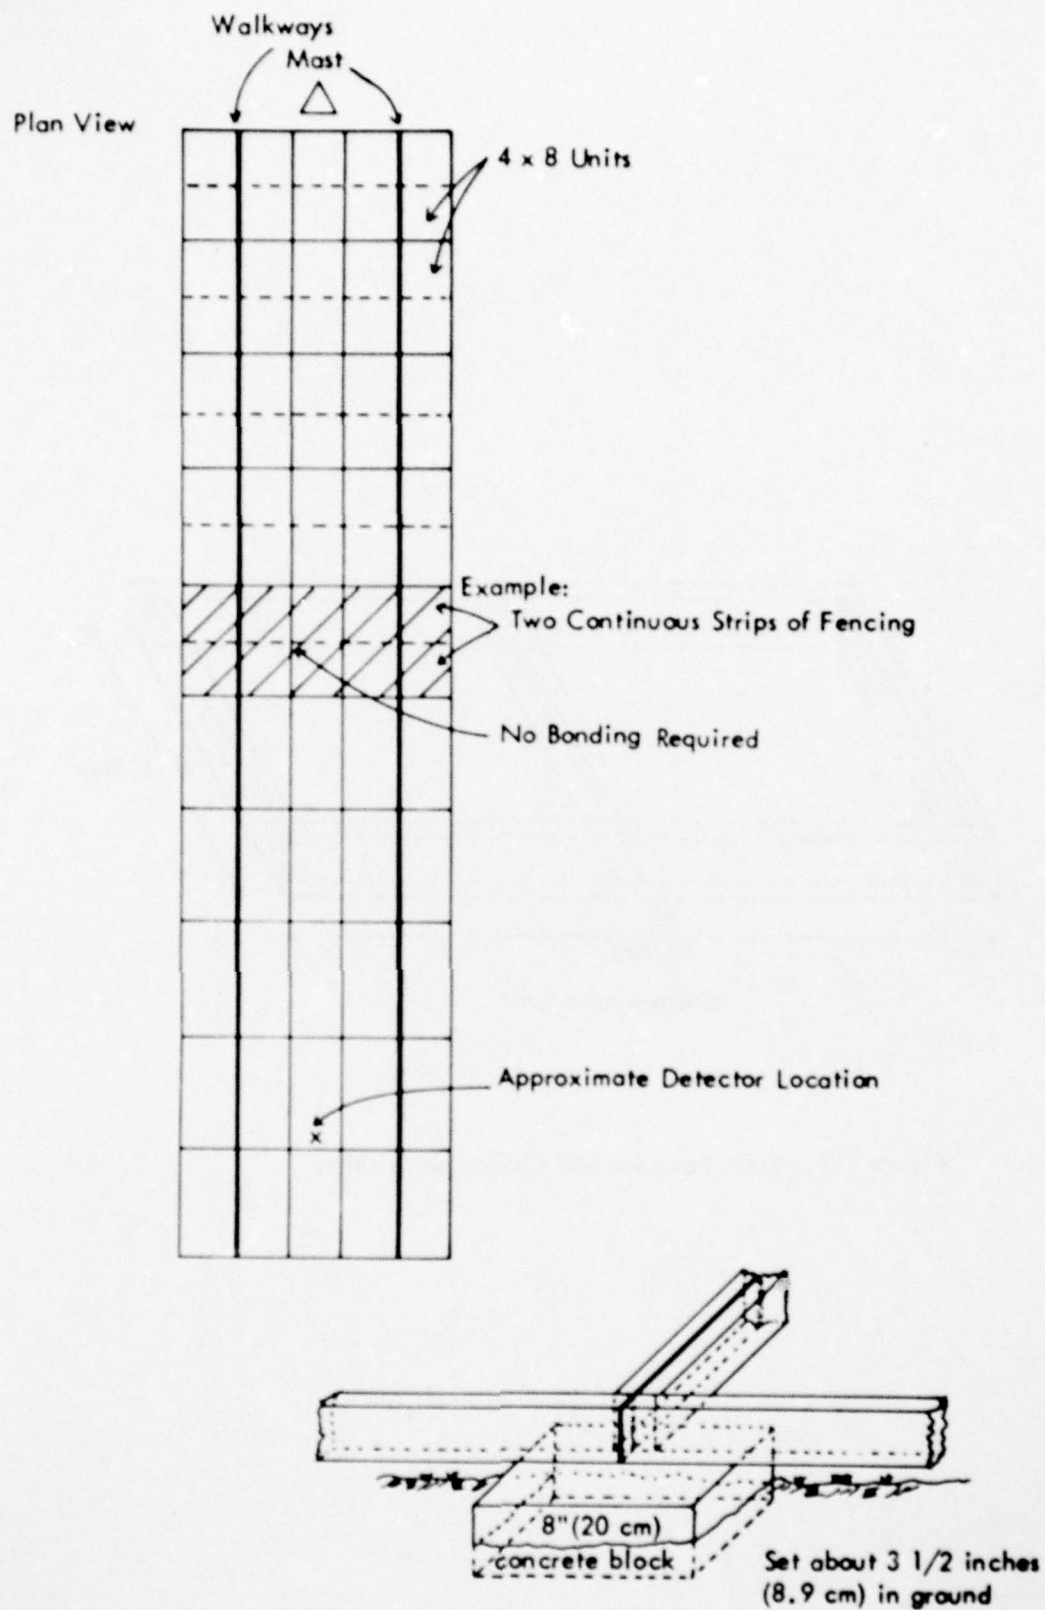 Walkways
Mast
Plan View
4 x 8 Units
Example:
Two Continuous Strips of Fencing
No Bonding Required
Approximate Detector Location
x
8" (20 cm)
concrete block
Set about 3 1/2 inches
(8.9 cm) in ground